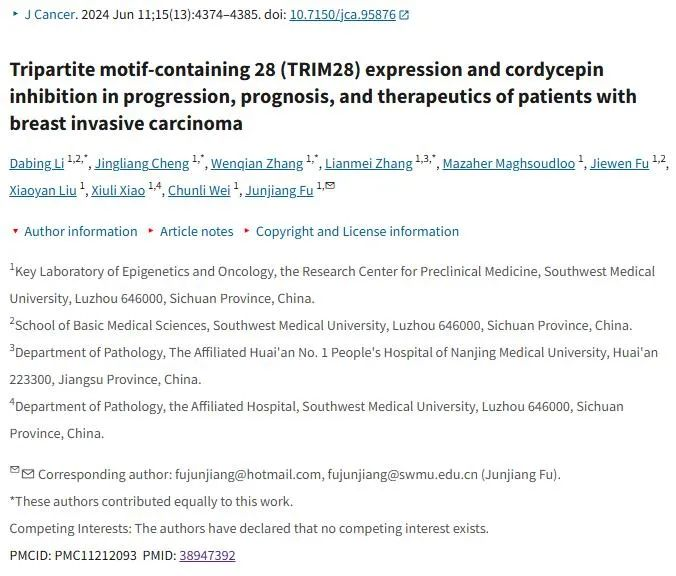 J Cancer. 2024 Jun 11;15(13):4374–4385. doi: 10.7150/jca.95876
Tripartite motif-containing 28 (TRIM28) expression and cordycepin
inhibition in progression, prognosis, and therapeutics of patients with
breast invasive carcinoma
Dabing Li 1,2,*, Jingliang Cheng 1,*, Wenqian Zhang 1,*, Lianmei Zhang 1,3,*, Mazaher Maghsoudloo 1, Jiewen Fu 1,2,
Xiaoyan Liu 1, Xiuli Xiao 1,4, Chunli Wei 1, Junjiang Fu 1,✉
Author information Article notes Copyright and License information
1Key Laboratory of Epigenetics and Oncology, the Research Center for Preclinical Medicine, Southwest Medical
University, Luzhou 646000, Sichuan Province, China.
2School of Basic Medical Sciences, Southwest Medical University, Luzhou 646000, Sichuan Province, China.
3Department of Pathology, The Affiliated Huai'an No. 1 People's Hospital of Nanjing Medical University, Huai'an
223300, Jiangsu Province, China.
4Department of Pathology, the Affiliated Hospital, Southwest Medical University, Luzhou 646000, Sichuan
Province, China.
✉✉ Corresponding author: fujunjiang@hotmail.com, fujunjiang@swmu.edu.cn (Junjiang Fu).
*These authors contributed equally to this work.
Competing Interests: The authors have declared that no competing interest exists.
PMCID: PMC11212093 PMID: 38947392